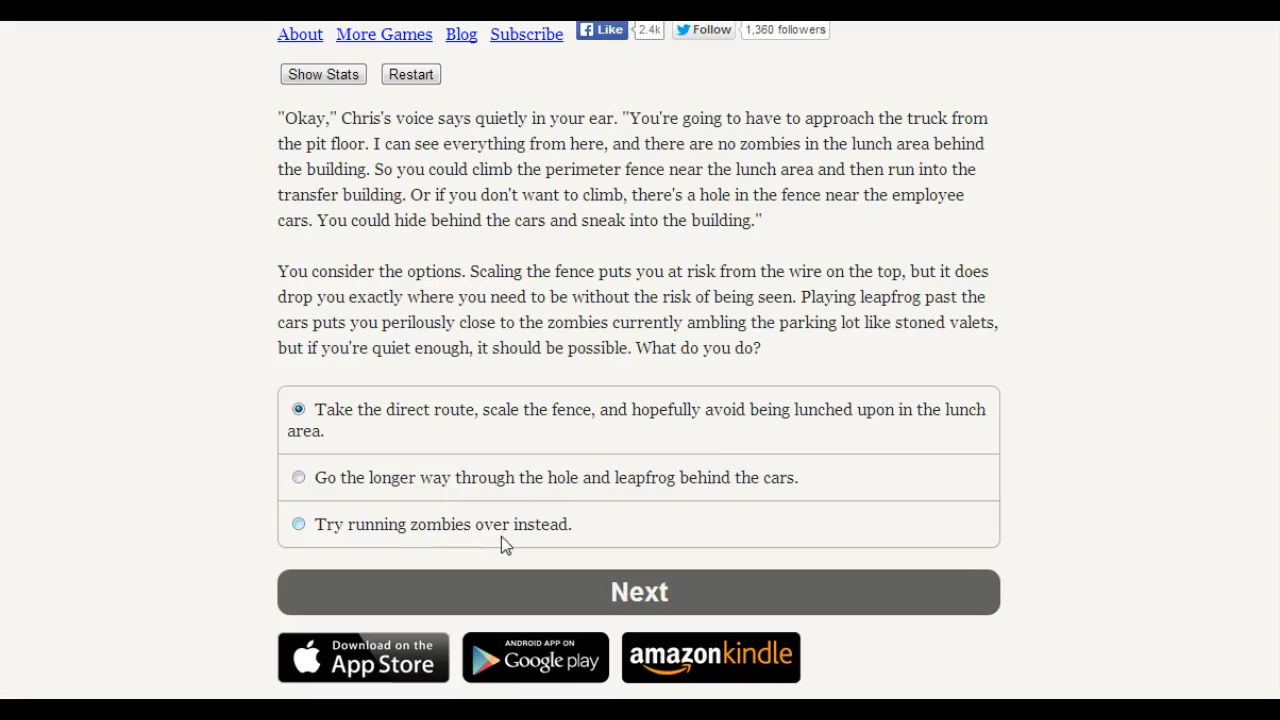 About More Games Blog Subscribe Like 2.4k Follow 1,360 followers
Show Stats Restart
"Okay," Chris's voice says quietly in your ear. "You're going to have to approach the truck from
the pit floor. I can see everything from here, and there are no zombies in the lunch area behind
the building. So you could climb the perimeter fence near the lunch area and then run into the
transfer building. Or if you don't want to climb, there's a hole in the fence near the employee
cars. You could hide behind the cars and sneak into the building."
You consider the options. Scaling the fence puts you at risk from the wire on the top, but it does
drop you exactly where you need to be without the risk of being seen. Playing leapfrog past the
cars puts you perilously close to the zombies currently ambling the parking lot like stoned valets,
but if you're quiet enough, it should be possible. What do you do?
Take the direct route, scale the fence, and hopefully avoid being lunched upon in the lunch
area.
Go the longer way through the hole and leapfrog behind the cars.
Try running zombies over instead.
Next
Download on the
App Store
ANDROID APP ON
Google play
amazonkindle